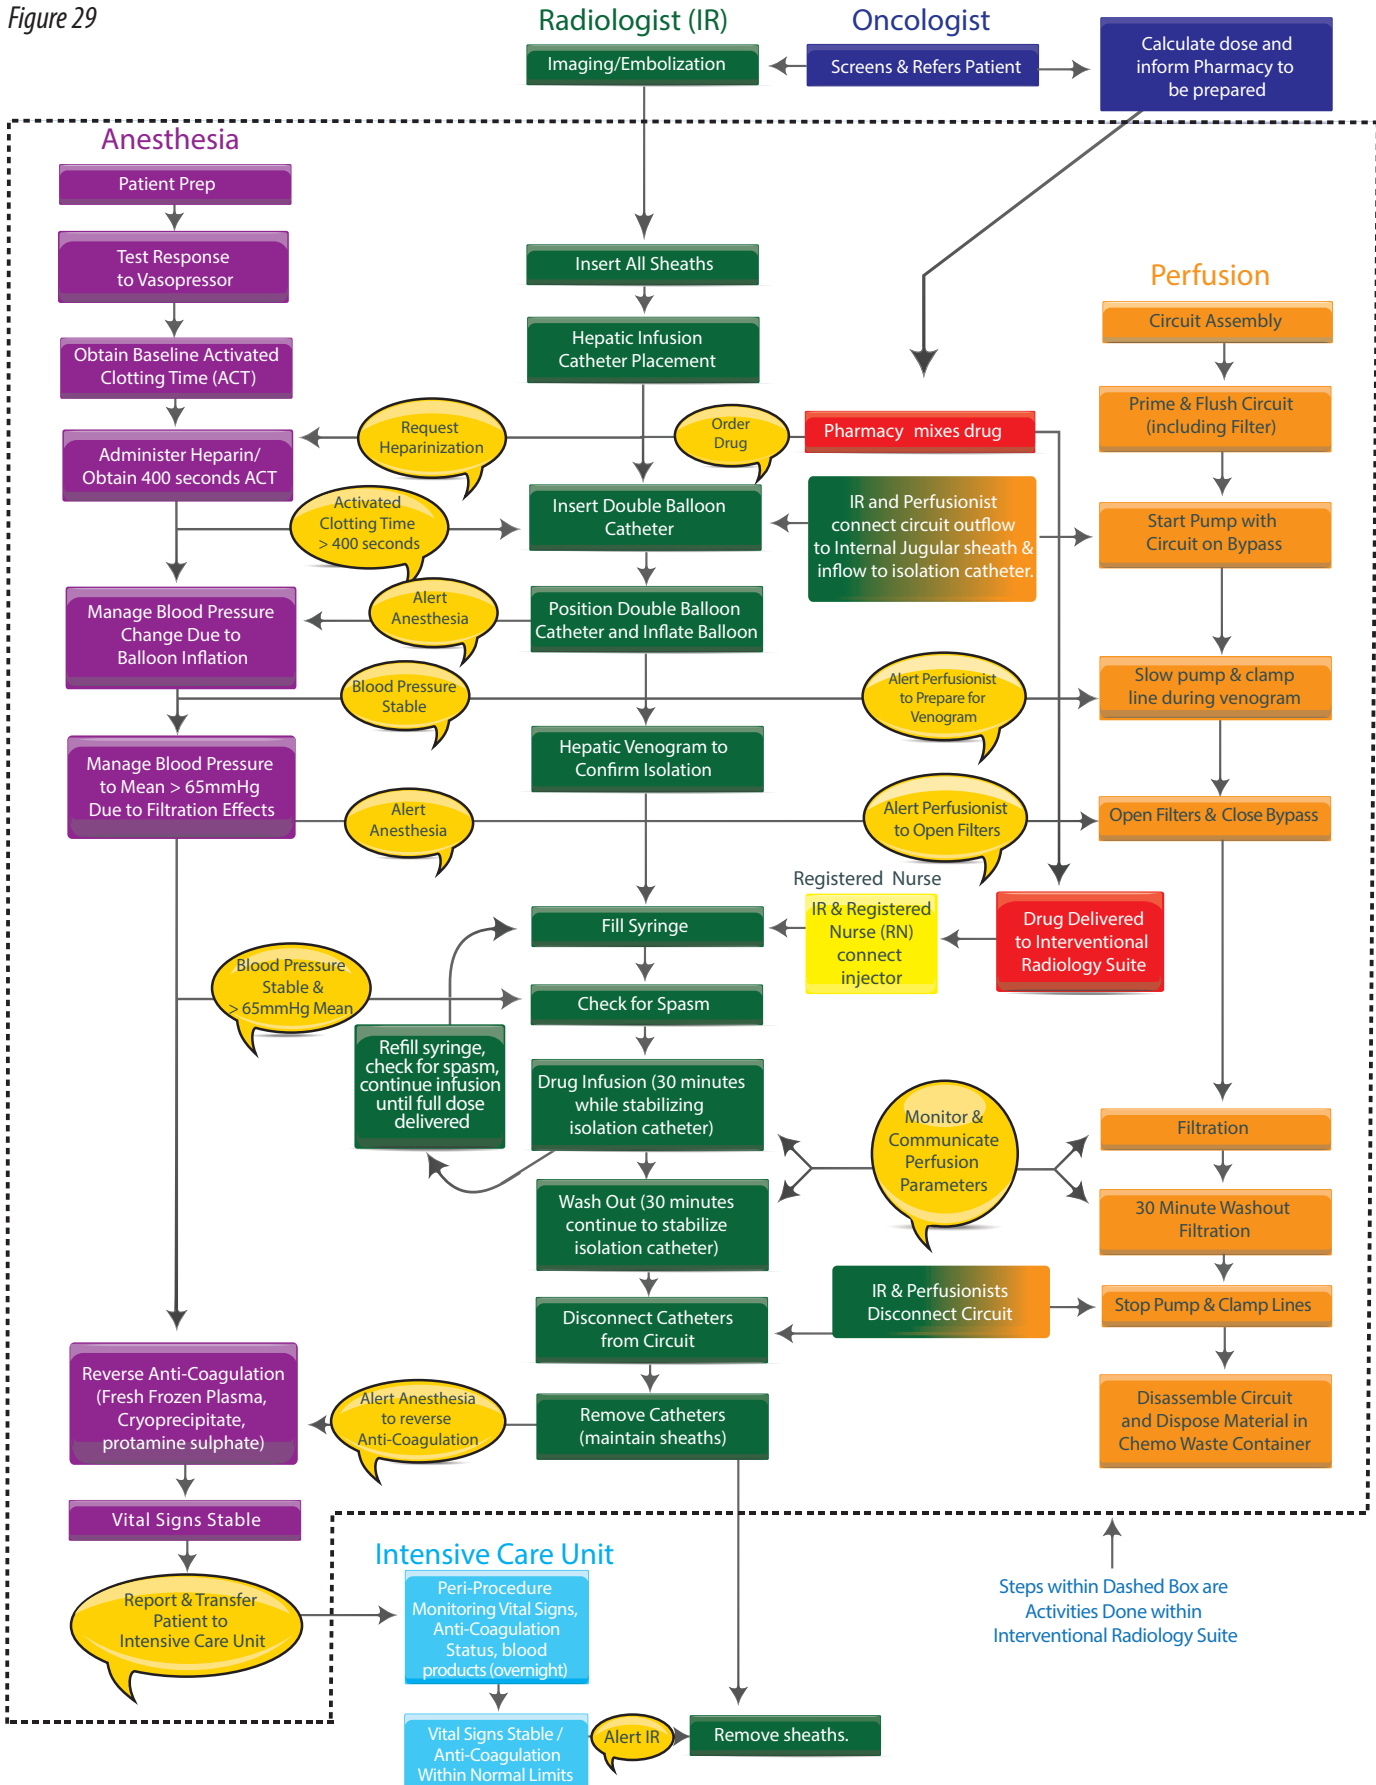 Figure 29
Radiologist (IR)
Oncologist
Imaging/Embolization
Screens & Refers Patient
Calculate dose and
inform Pharmacy to
be prepared
Anesthesia
Patient Prep
Test Response
to Vasopressor
Obtain Baseline Activated
Clotting Time (ACT)
Administer Heparin/
Obtain 400 seconds ACT
Manage Blood Pressure
Change Due to
Balloon Inflation
Manage Blood Pressure
to Mean > 65mmHg
Due to Filtration Effects
Reverse Anti-Coagulation
(Fresh Frozen Plasma,
Cryoprecipitate,
protamine sulphate)
Vital Signs Stable
Report & Transfer
Patient to
Intensive Care Unit
Request
Heparinization
Activated
Clotting Time
> 400 seconds
Alert
Anesthesia
Blood Pressure
Stable
Alert
Anesthesia
Blood Pressure
Stable &
> 65mmHg Mean
Refill syringe,
check for spasm,
continue infusion
until full dose
delivered
Alert Anesthesia
to reverse
Anti-Coagulation
Insert All Sheaths
Hepatic Infusion
Catheter Placement
Insert Double Balloon
Catheter
Position Double Balloon
Catheter and Inflate Balloon
Hepatic Venogram to
Confirm Isolation
Fill Syringe
Check for Spasm
Drug Infusion (30 minutes
while stabilizing
isolation catheter)
Wash Out (30 minutes
continue to stabilize
isolation catheter)
Disconnect Catheters
from Circuit
Remove Catheters
(maintain sheaths)
Order
Drug
Pharmacy mixes drug
IR and Perfusionist
connect circuit outflow
to Internal Jugular sheath &
inflow to isolation catheter.
Alert Perfusionist
to Prepare for
Venogram
Alert Perfusionist
to Open Filters
Registered Nurse
IR & Registered
Nurse (RN)
connect
injector
Drug Delivered
to Interventional
Radiology Suite
Monitor &
Communicate
Perfusion
Parameters
IR & Perfusionists
Disconnect Circuit
Perfusion
Circuit Assembly
Prime & Flush Circuit
(including Filter)
Start Pump with
Circuit on Bypass
Slow pump & clamp
line during venogram
Open Filters & Close Bypass
Filtration
30 Minute Washout
Filtration
Stop Pump & Clamp Lines
Disassemble Circuit
and Dispose Material in
Chemo Waste Container
Intensive Care Unit
Peri-Procedure
Monitoring Vital Signs,
Anti-Coagulation
Status, blood
products (overnight)
Vital Signs Stable /
Anti-Coagulation
Within Normal Limits
Alert IR
Remove sheaths.
Steps within Dashed Box are
Activities Done within
Interventional Radiology Suite